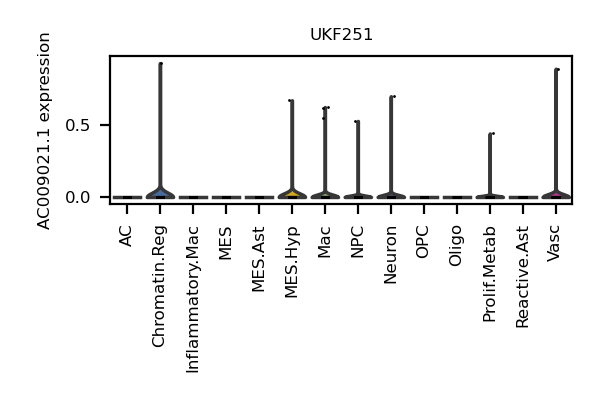 UKF251
AC009021.1 expression
0.5
0.0
AC
Chromatin.Reg
Inflammatory.Mac
MES
MES.Ast
MES.Hyp
Mac
NPC
Neuron
OPC
Oligo
Prolif.Metab
Reactive.Ast
Vasc